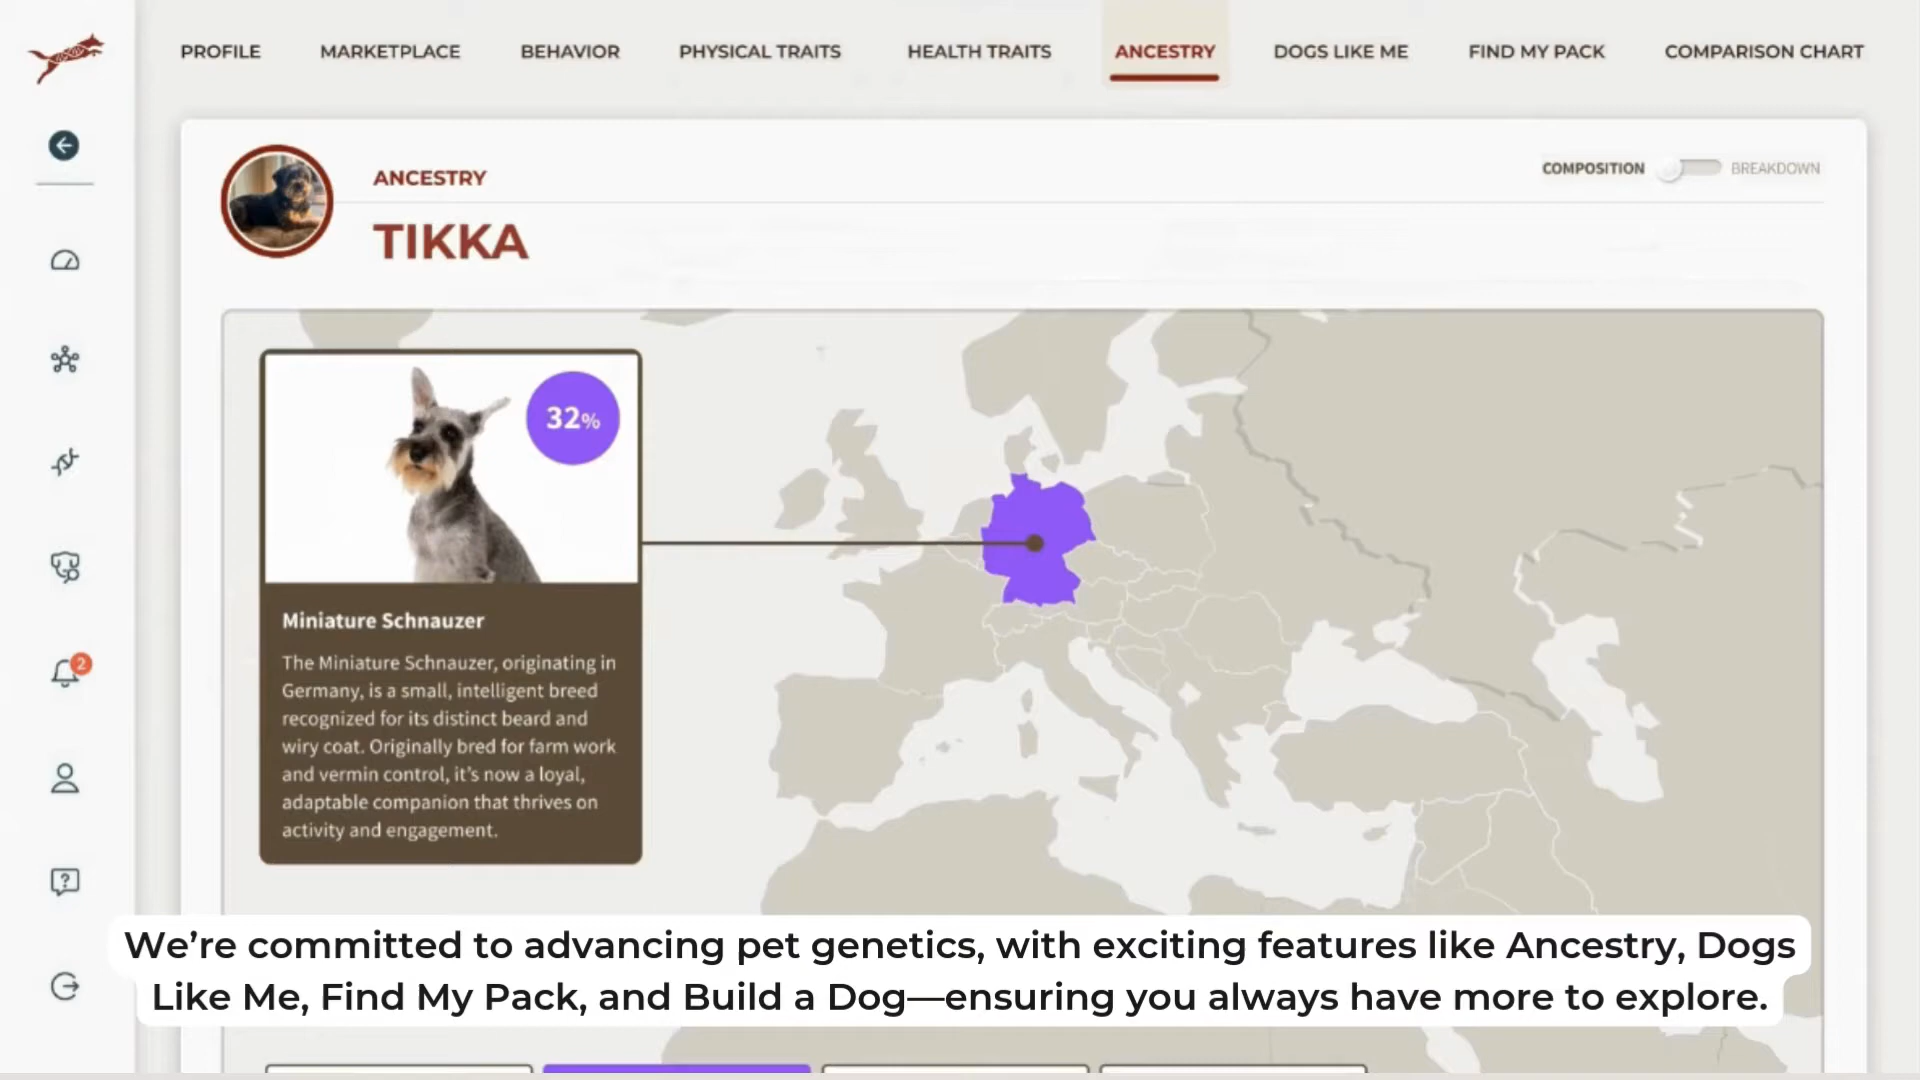 PROFILE
MARKETPLACE
BEHAVIOR
PHYSICAL TRAITS
HEALTH TRAITS
ANCESTRY
DOGS LIKE ME
FIND MY PACK
COMPARISON CHART
ANCESTRY
COMPOSITION
BREAKDOWN
TIKKA
32%
Miniature Schnauzer
The Miniature Schnauzer, originating in
Germany, is a small, intelligent breed
recognized for its distinct beard and
wiry coat. Originally bred for farm work
and vermin control, it’s now a loyal,
adaptable companion that thrives on
activity and engagement.
2
?
We’re committed to advancing pet genetics, with exciting features like Ancestry, Dogs
Like Me, Find My Pack, and Build a Dog—ensuring you always have more to explore.